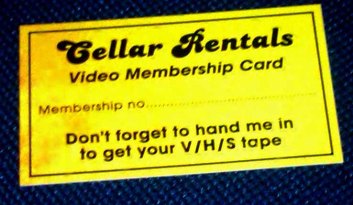 Cellar Rentals
Video Membership Card
Membership no..............................
Don't forget to hand me in
to get your V/H/S tape